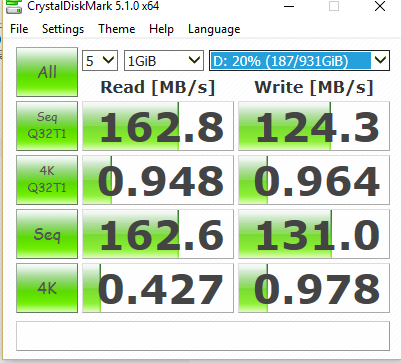 CrystalDiskMark 5.1.0 x64
File Settings Theme Help Language
All 5 1GiB D: 20% (187/931GiB)
Read [MB/s] Write [MB/s]
Seq Q32T1 162.8 124.3
4K Q32T1 0.948 0.964
Seq 162.6 131.0
4K 0.427 0.978